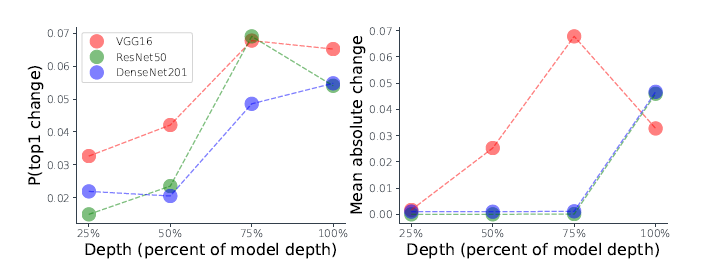 P(top1 change)
0.07
0.06
0.05
0.04
0.03
0.02
VGG16
ResNet50
DenseNet201
25% 50% 75% 100%
Depth (percent of model depth)
Mean absolute change
0.07
0.06
0.05
0.04
0.03
0.02
0.01
0.00
25% 50% 75% 100%
Depth (percent of model depth)